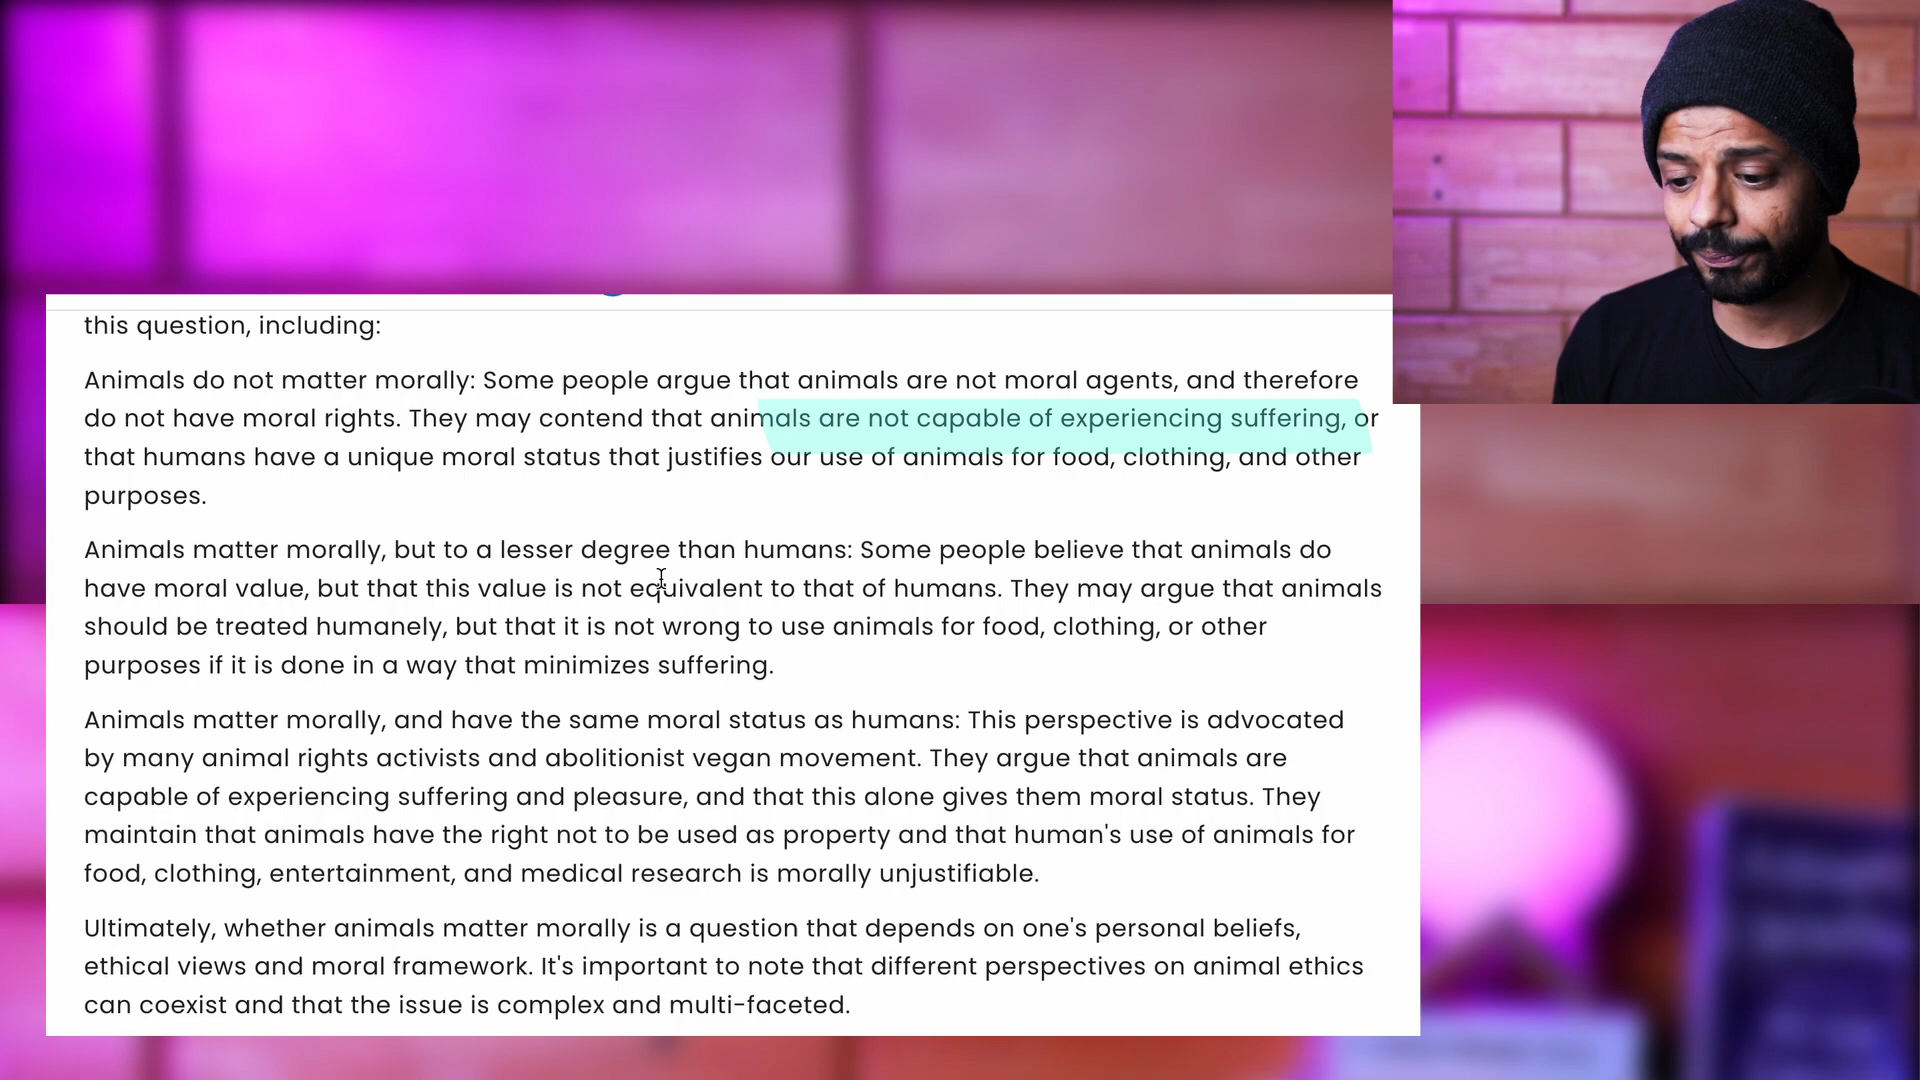 this question, including:
Animals do not matter morally: Some people argue that animals are not moral agents, and therefore
do not have moral rights. They may contend that animals are not capable of experiencing suffering, or
that humans have a unique moral status that justifies our use of animals for food, clothing, and other
purposes.
Animals matter morally, but to a lesser degree than humans: Some people believe that animals do
have moral value, but that this value is not equivalent to that of humans. They may argue that animals
should be treated humanely, but that it is not wrong to use animals for food, clothing, or other
purposes if it is done in a way that minimizes suffering.
Animals matter morally, and have the same moral status as humans: This perspective is advocated
by many animal rights activists and abolitionist vegan movement. They argue that animals are
capable of experiencing suffering and pleasure, and that this alone gives them moral status. They
maintain that animals have the right not to be used as property and that human's use of animals for
food, clothing, entertainment, and medical research is morally unjustifiable.
Ultimately, whether animals matter morally is a question that depends on one's personal beliefs,
ethical views and moral framework. It's important to note that different perspectives on animal ethics
can coexist and that the issue is complex and multi-faceted.